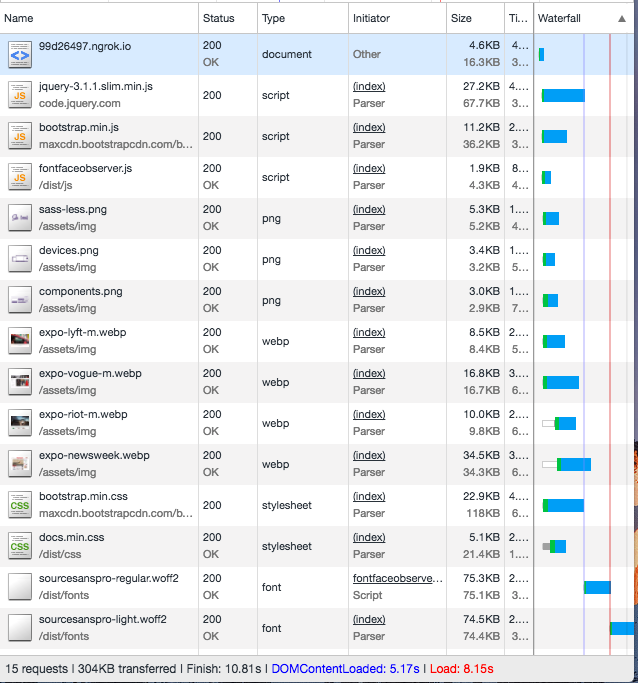 Name Status Type Initiator Size Ti... Waterfall ▲
99d26497.ngrok.io 200 document Other 4.6KB 4...
OK 16.3KB 3...
jquery-3.1.1.slim.min.js 200 script (index) 27.2KB 4...
code.jquery.com Parser 67.7KB 3...
bootstrap.min.js 200 script (index) 11.2KB 2...
maxcdn.bootstrapcdn.com/b... Parser 36.2KB 3...
fontfaceobserver.js 200 script (index) 1.9KB 8...
/dist/js OK Parser 4.3KB 4...
sass-less.png 200 png (index) 5.3KB 1....
/assets/img OK Parser 5.2KB 4...
devices.png 200 png (index) 3.4KB 1....
/assets/img OK Parser 3.2KB 5...
components.png 200 png (index) 3.0KB 1....
/assets/img OK Parser 2.9KB 7...
expo-lyft-m.webp 200 webp (index) 8.5KB 2....
/assets/img OK Parser 8.4KB 5...
expo-vogue-m.webp 200 webp (index) 16.8KB 3....
/assets/img OK Parser 16.7KB 6...
expo-riot-m.webp 200 webp (index) 10.0KB 2....
/assets/img OK Parser 9.8KB 6...
expo-newsweek.webp 200 webp (index) 34.5KB 3....
/assets/img OK Parser 34.3KB 6...
bootstrap.min.css 200 stylesheet (index) 22.9KB 4...
maxcdn.bootstrapcdn.com/b... Parser 118KB 6...
docs.min.css 200 stylesheet (index) 5.1KB 2....
/dist/css OK Parser 21.4KB 1....
sourcesanspro-regular.woff2 200 font fontfaceobserve... 75.3KB 2....
/dist/fonts OK Script 75.1KB 3...
sourcesanspro-light.woff2 200 font (index) 74.5KB 2....
/dist/fonts OK Parser 74.4KB 3...
15 requests | 304KB transferred | Finish: 10.81s | DOMContentLoaded: 5.17s | Load: 8.15s